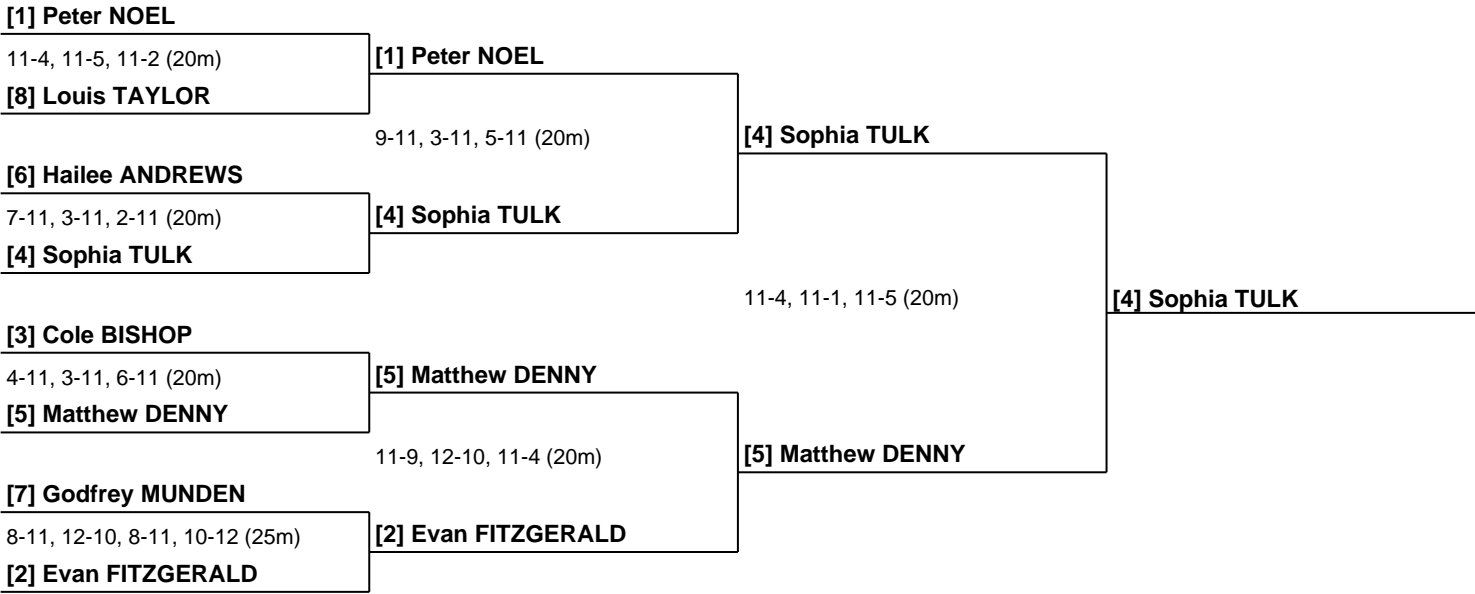 [1] Peter NOEL
11-4, 11-5, 11-2 (20m)
[1] Peter NOEL
[8] Louis TAYLOR
9-11, 3-11, 5-11 (20m)
[4] Sophia TULK
[6] Hailee ANDREWS
7-11, 3-11, 2-11 (20m)
[4] Sophia TULK
[4] Sophia TULK
11-4, 11-1, 11-5 (20m)
[4] Sophia TULK
[3] Cole BISHOP
4-11, 3-11, 6-11 (20m)
[5] Matthew DENNY
[5] Matthew DENNY
11-9, 12-10, 11-4 (20m)
[5] Matthew DENNY
[7] Godfrey MUNDEN
8-11, 12-10, 8-11, 10-12 (25m)
[2] Evan FITZGERALD
[2] Evan FITZGERALD